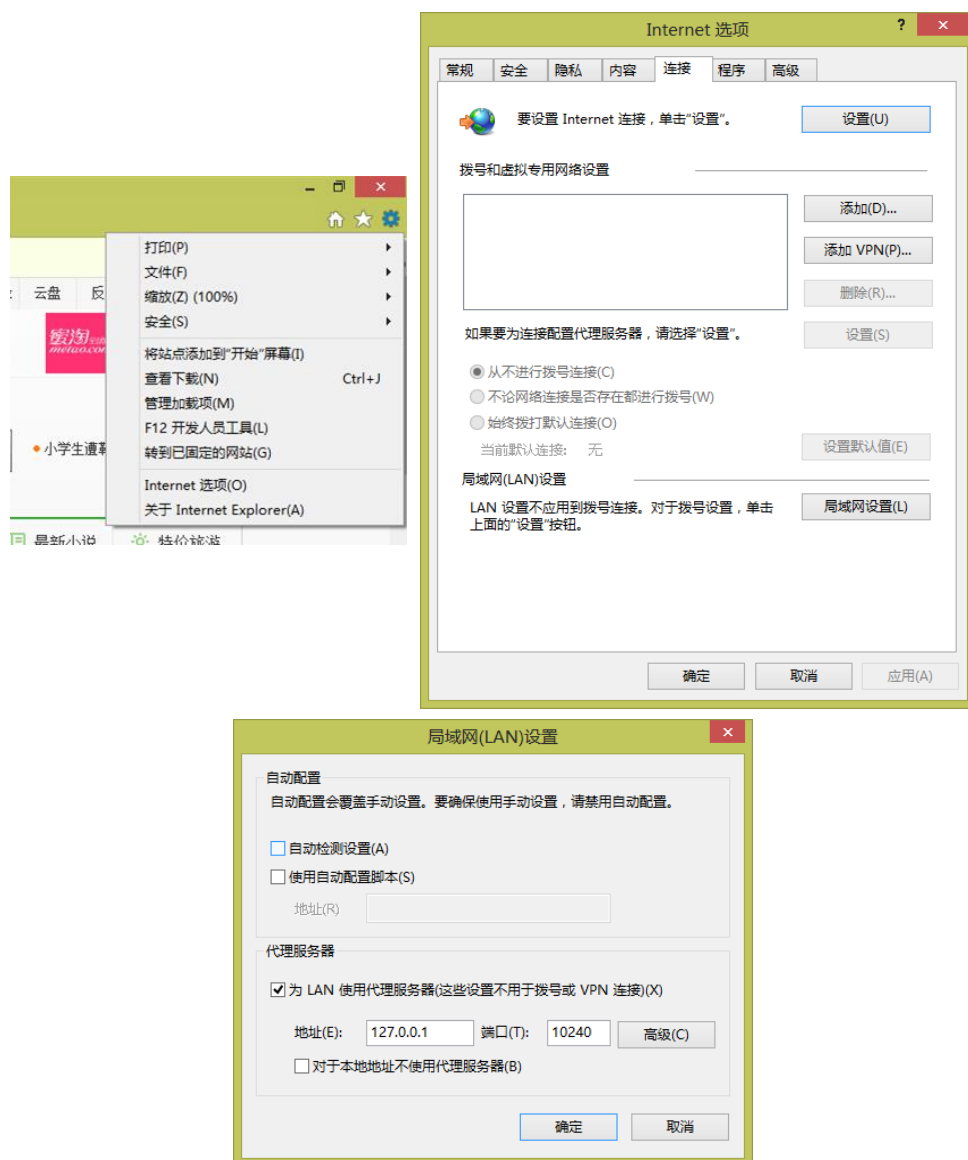 Internet 选项
?
常规
安全
隐私
内容
连接
程序
高级
要设置 Internet 连接，单击“设置”。
设置(U)
拨号和虚拟专用网络设置
添加(D)...
添加 VPN(P)...
删除(R)...
如果要为连接配置代理服务器，请选择“设置”。
设置(S)
从不进行拨号连接(C)
不论网络连接是否存在都进行拨号(W)
始终拨打默认连接(O)
当前默认连接: 无
设置默认值(E)
局域网(LAN)设置
LAN 设置不应用到拨号连接。对于拨号设置，单击
上面的“设置”按钮。
局域网设置(L)
确定
取消
应用(A)
打印(P)
文件(F)
缩放(Z) (100%)
安全(S)
将站点添加到“开始”屏幕(I)
查看下载(N) Ctrl+J
管理加载项(M)
F12 开发人员工具(L)
转到已固定的网站(G)
Internet 选项(O)
关于 Internet Explorer(A)
云盘 反
蜜淘
metao.com
小学生遭
最新小说 特价旅游
局域网(LAN)设置
自动配置
自动配置会覆盖手动设置。要确保使用手动设置，请禁用自动配置。
自动检测设置(A)
使用自动配置脚本(S)
地址(R)
代理服务器
为 LAN 使用代理服务器(这些设置不用于拨号或 VPN 连接)(X)
地址(E): 127.0.0.1 端口(T): 10240 高级(C)
对于本地地址不使用代理服务器(B)
确定
取消